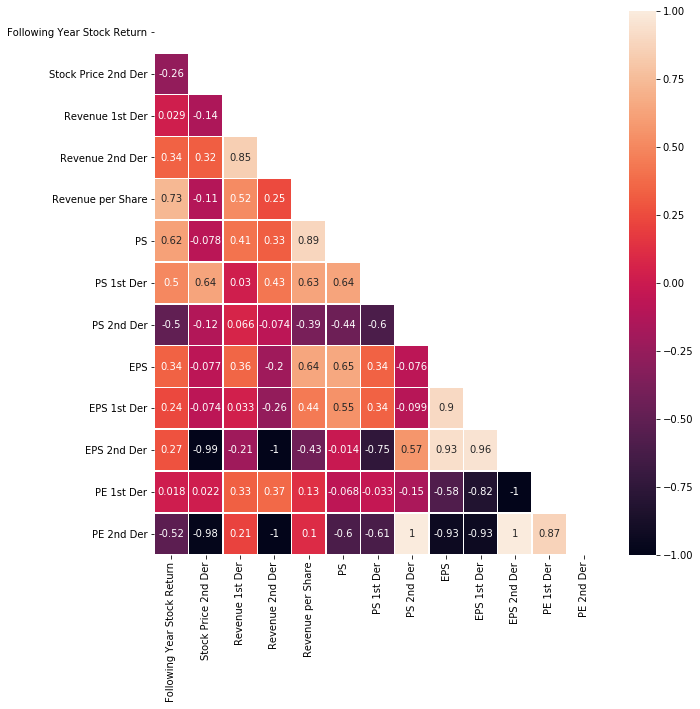 Following Year Stock Return
Stock Price 2nd Der -0.26
Revenue 1st Der 0.029 -0.14
Revenue 2nd Der 0.34 0.32 0.85
Revenue per Share 0.73 -0.11 0.52 0.25
PS 0.62 -0.078 0.41 0.33 0.89
PS 1st Der 0.5 0.64 0.03 0.43 0.63 0.64
PS 2nd Der -0.5 -0.12 0.066 -0.074 -0.39 -0.44 -0.6
EPS 0.34 -0.077 0.36 -0.2 0.64 0.65 0.34 -0.076
EPS 1st Der 0.24 -0.074 0.033 -0.26 0.44 0.55 0.34 -0.099 0.9
EPS 2nd Der 0.27 -0.99 -0.21 -1 -0.43 -0.014 -0.75 0.57 0.93 0.96
PE 1st Der 0.018 0.022 0.33 0.37 0.13 -0.068 -0.033 -0.15 -0.58 -0.82 -1
PE 2nd Der -0.52 -0.98 0.21 -1 0.1 -0.6 -0.61 1 -0.93 -0.93 1 0.87
Following Year Stock Return
Stock Price 2nd Der
Revenue 1st Der
Revenue 2nd Der
Revenue per Share
PS
PS 1st Der
PS 2nd Der
EPS
EPS 1st Der
EPS 2nd Der
PE 1st Der
PE 2nd Der
1.00
0.75
0.50
0.25
0.00
-0.25
-0.50
-0.75
-1.00